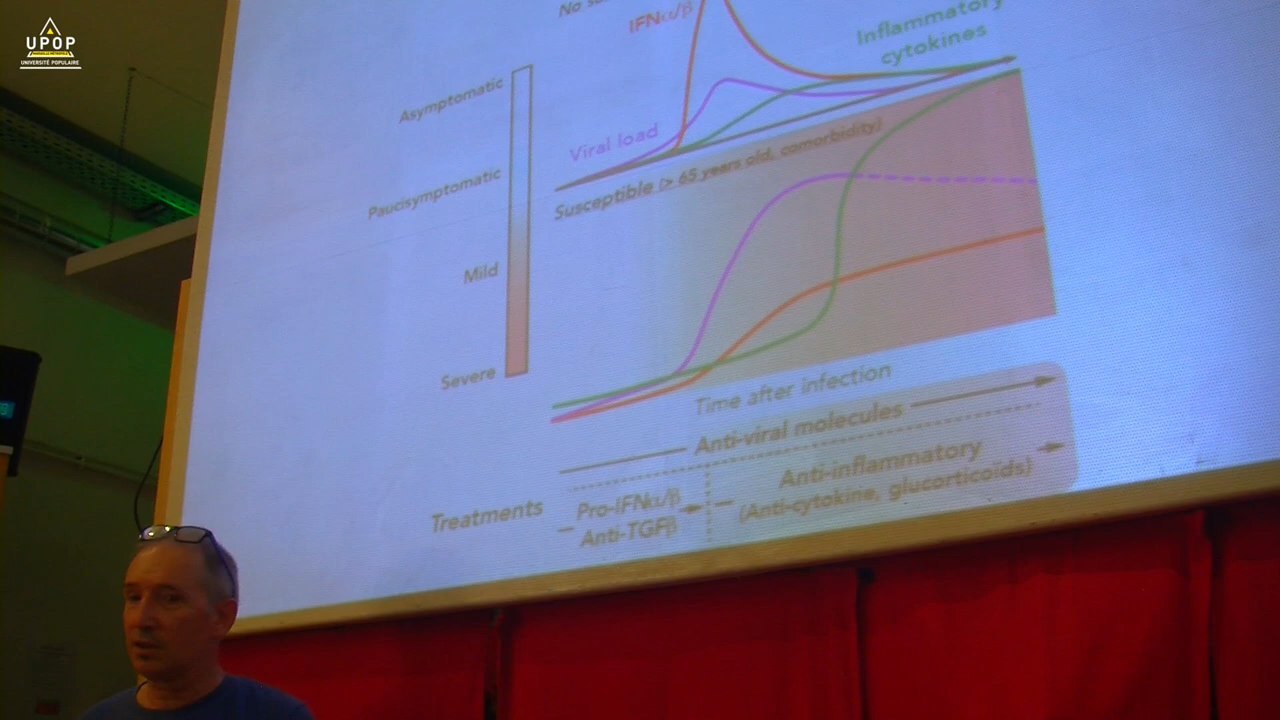 UPOP
UNIVERSITÉ POPULAIRE
IFNα/β
Inflammatory
cytokines
Asymptomatic
Paucisymptomatic
Mild
Severe
Viral load
Susceptible (> 65 years old, comorbidity)
Time after infection
Anti-viral molecules
Treatments
Pro-IFNα/β
Anti-TGFβ
Anti-inflammatory
(Anti-cytokine, glucorticoids)
No